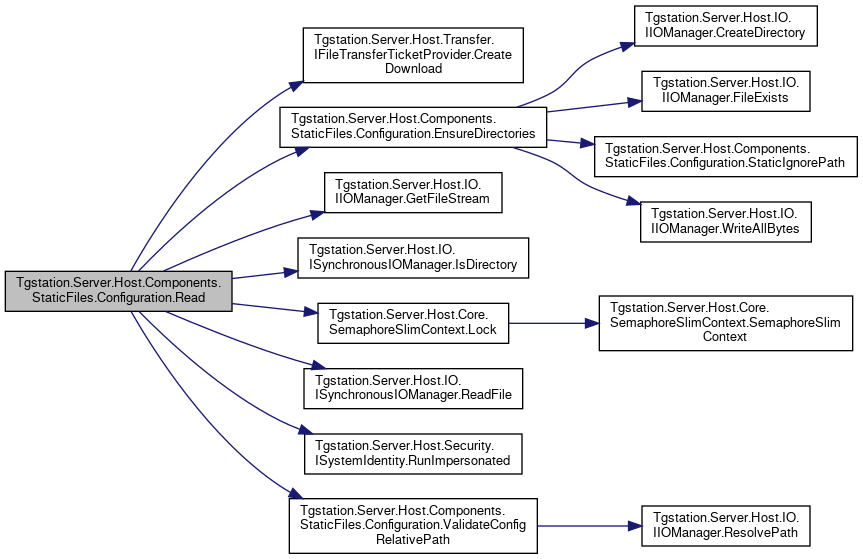 Tgstation.Server.Host.Components.
StaticFiles.Configuration.Read
Tgstation.Server.Host.Transfer.
IFileTransferTicketProvider.Create
Download
Tgstation.Server.Host.Components.
StaticFiles.Configuration.EnsureDirectories
Tgstation.Server.Host.IO.
IIOManager.GetFileStream
Tgstation.Server.Host.IO.
ISynchronousIOManager.IsDirectory
Tgstation.Server.Host.Core.
SemaphoreSlimContext.Lock
Tgstation.Server.Host.IO.
ISynchronousIOManager.ReadFile
Tgstation.Server.Host.Security.
ISystemIdentity.RunImpersonated
Tgstation.Server.Host.Components.
StaticFiles.Configuration.ValidateConfig
RelativePath
Tgstation.Server.Host.IO.
IIOManager.CreateDirectory
Tgstation.Server.Host.IO.
IIOManager.FileExists
Tgstation.Server.Host.Components.
StaticFiles.Configuration.StaticIgnorePath
Tgstation.Server.Host.IO.
IIOManager.WriteAllBytes
Tgstation.Server.Host.Core.
SemaphoreSlimContext.SemaphoreSlim
Context
Tgstation.Server.Host.IO.
IIOManager.ResolvePath